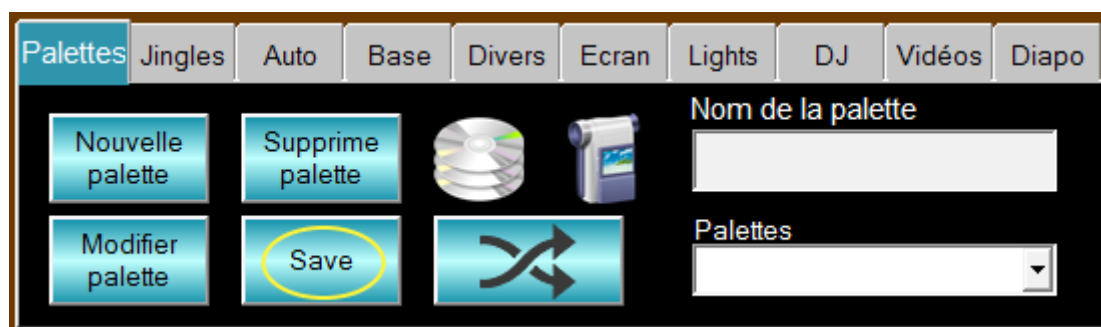 Palettes Jingles Auto Base Divers Ecran Lights DJ Vidéos Diapo
Nouvelle
palette
Supprime
palette
Nom de la palette
Modifier
palette
Save
Palettes